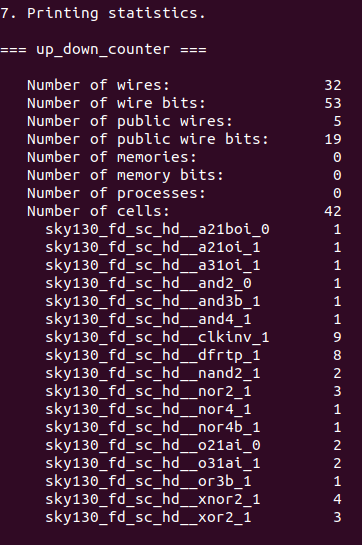 7. Printing statistics.
=== up_down_counter ===
Number of wires: 32
Number of wire bits: 53
Number of public wires: 5
Number of public wire bits: 19
Number of memories: 0
Number of memory bits: 0
Number of processes: 0
Number of cells: 42
sky130_fd_sc_hd__a21boi_0 1
sky130_fd_sc_hd__a21oi_1 1
sky130_fd_sc_hd__a31oi_1 1
sky130_fd_sc_hd__and2_0 1
sky130_fd_sc_hd__and3b_1 1
sky130_fd_sc_hd__and4_1 1
sky130_fd_sc_hd__clkinv_1 9
sky130_fd_sc_hd__dfrtp_1 8
sky130_fd_sc_hd__nand2_1 2
sky130_fd_sc_hd__nor2_1 3
sky130_fd_sc_hd__nor4_1 1
sky130_fd_sc_hd__nor4b_1 1
sky130_fd_sc_hd__o21ai_0 2
sky130_fd_sc_hd__o31ai_1 2
sky130_fd_sc_hd__or3b_1 1
sky130_fd_sc_hd__xnor2_1 4
sky130_fd_sc_hd__xor2_1 3